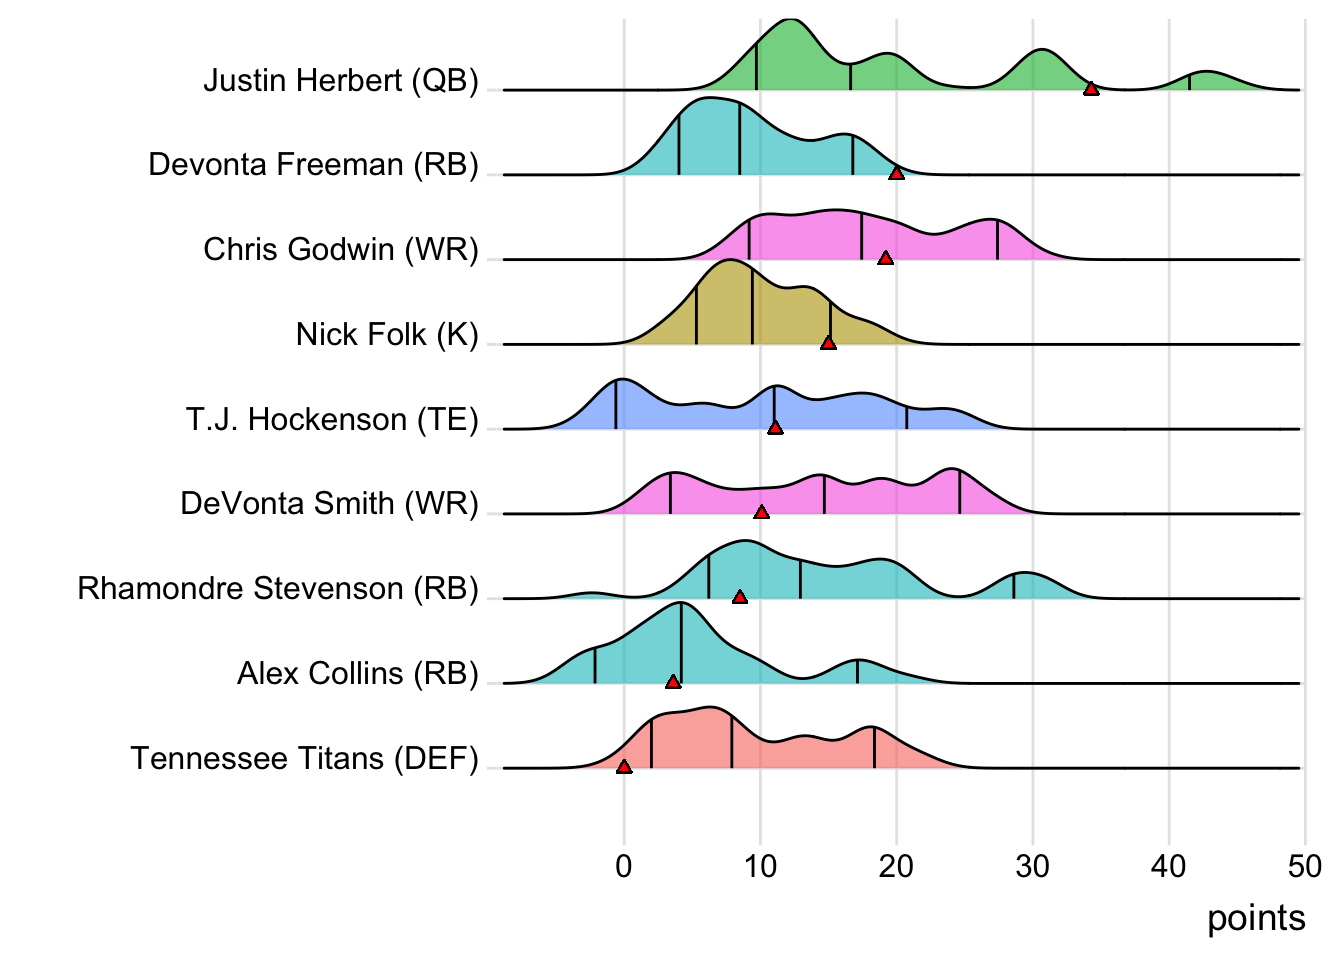 Justin Herbert (QB)
Devonta Freeman (RB)
Chris Godwin (WR)
Nick Folk (K)
T.J. Hockenson (TE)
DeVonta Smith (WR)
Rhamondre Stevenson (RB)
Alex Collins (RB)
Tennessee Titans (DEF)
0 10 20 30 40 50
points